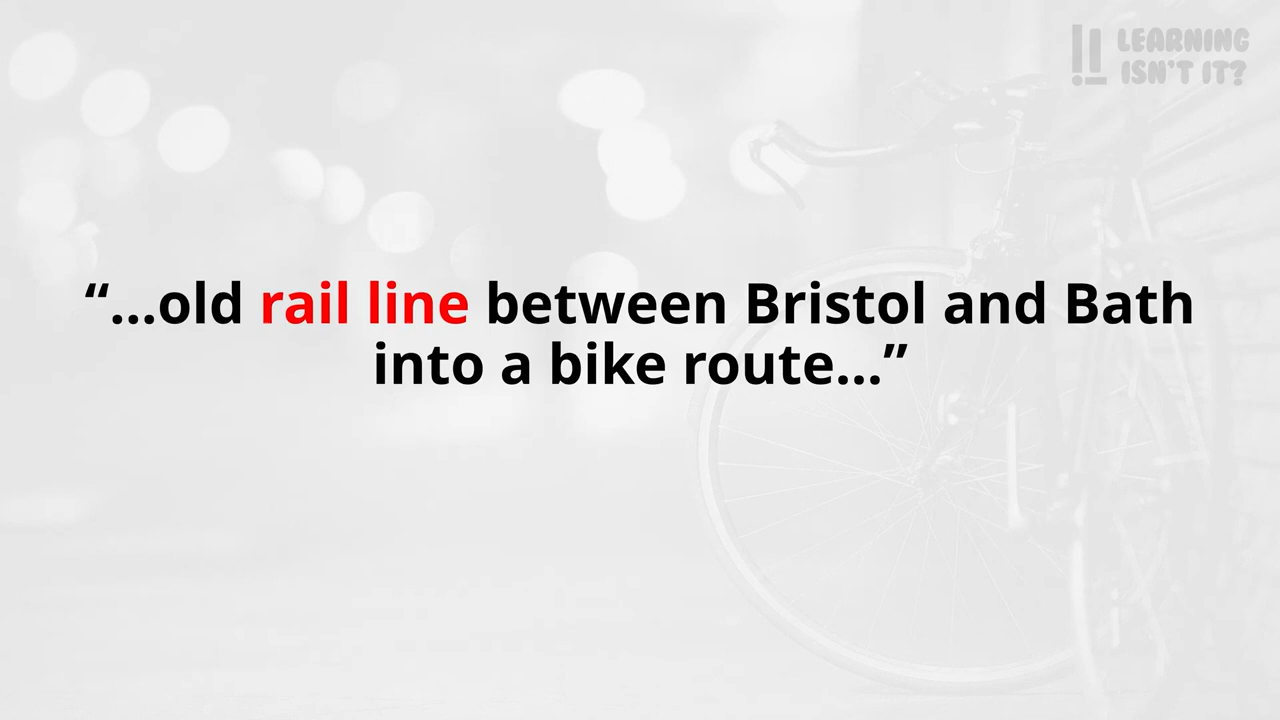 LEARNING
ISN'T IT?
“...old rail line between Bristol and Bath
into a bike route...”